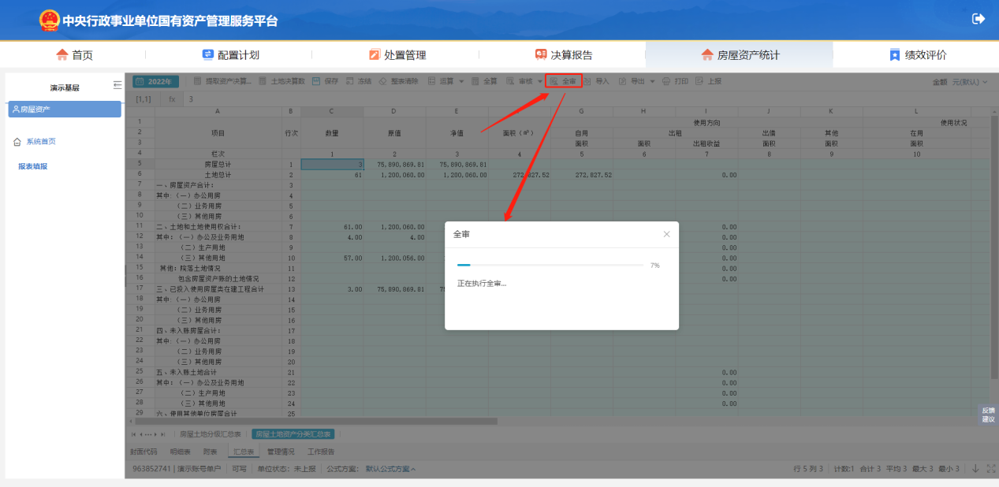 中央行政事业单位国有资产管理服务平台
首页 配置计划 处置管理 决算报告 房屋资产统计 绩效评价
演示基层
房屋资产
系统首页
报表填报
2022年 提取资产决算... 土地决算数 保存 冻结 整表清除 运算 全算 审核 全审 导入 导出 打印 上报 金额 元(默认)
[1,1] fx 3
A B C D E G H I J K L
1 使用方向 使用状况
2 项目 行次 数量 原值 净值 面积（㎡） 自用 出租 出借 其他 在用
3 面积 面积 出租收益 面积 面积 面积
4 栏次 1 2 3 4 5 6 7 8 9 10
5 房屋总计 1 3 75,890,869.81 75,890,869.81
6 土地总计 2 61 1,200,060.00 1,200,060.00 272,827.52 272,827.52 0.00
7 一、房屋资产合计： 3
8 其中：（一）办公用房 4
9 （二）业务用房 5
10 （三）其他用房 6
11 二、土地和土地使用权合计： 7 61.00 1,200,060.00 0.00
12 其中：（一）办公及业务用地 8 4.00 4.00 0.00
13 （二）生产用地 9 0.00
14 （三）其他用地 10 57.00 1,200,056.00 0.00
15 其他：院落土地情况 11 0.00
16 包含房屋资产账的土地情况 12 0.00
17 三、已投入使用房屋类在建工程合计 13 3.00 75,890,869.81
18 其中：（一）办公用房 14
19 （二）业务用房 15
20 （三）其他用房 16
21 四、未入账房屋合计： 17
22 其中：（一）办公用房 18
23 （二）业务用房 19
24 （三）其他用房 20
25 五、未入账土地合计 21 0.00
26 其中：（一）办公及业务用地 22 0.00
27 （二）生产用地 23 0.00
28 （三）其他用地 24 0.00
29 六、使用其他单位房屋合计 25
全审
7%
正在执行全审...
反馈
建议
房屋土地分级汇总表 房屋土地资产分类汇总表
封面代码 明细表 附表 汇总表 管理情况 工作报告
963852741 | 演示账号单户 可写 单位状态：未上报 公式方案： 默认公式方案 行 5 列 3 计数:1 合计 3 平均 3 最大 3 最小 3